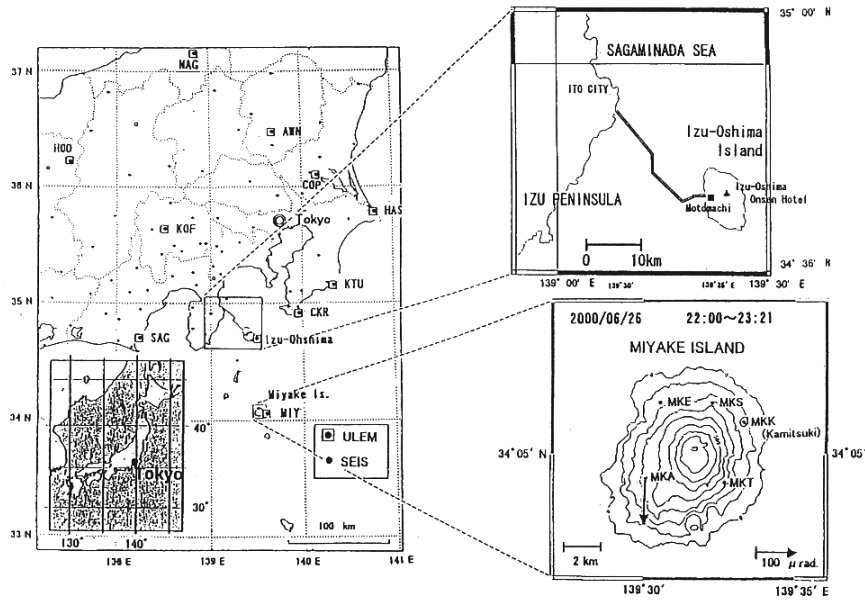 37 N
36 N
35 N
34 N
33 N
136 E
139 E
140 E
141 E
NAG
AWN
HOO
COP
HAS
KOF
Tokyo
KTU
CKR
SAG
Izu-Ohshima
Miyake Is.
MIY
ULEM
SEIS
100 km
40°
30°
130°
140°
Tokyo
35° 00' N
SAGAMINADA SEA
ITO CITY
Izu-Oshima
Island
IZU PENINSULA
Izu-Oshima
Onsen Hotel
Motomachi
0
10km
34° 36' N
139° 00' E
139° 30' E
2000/06/26
22:00～23:21
MIYAKE ISLAND
MKE
MKS
MKK
(Kamitsuki)
MKA
MKT
34°05' N
34°05'
2 km
100 μ rad.
139°30'
139°35' E